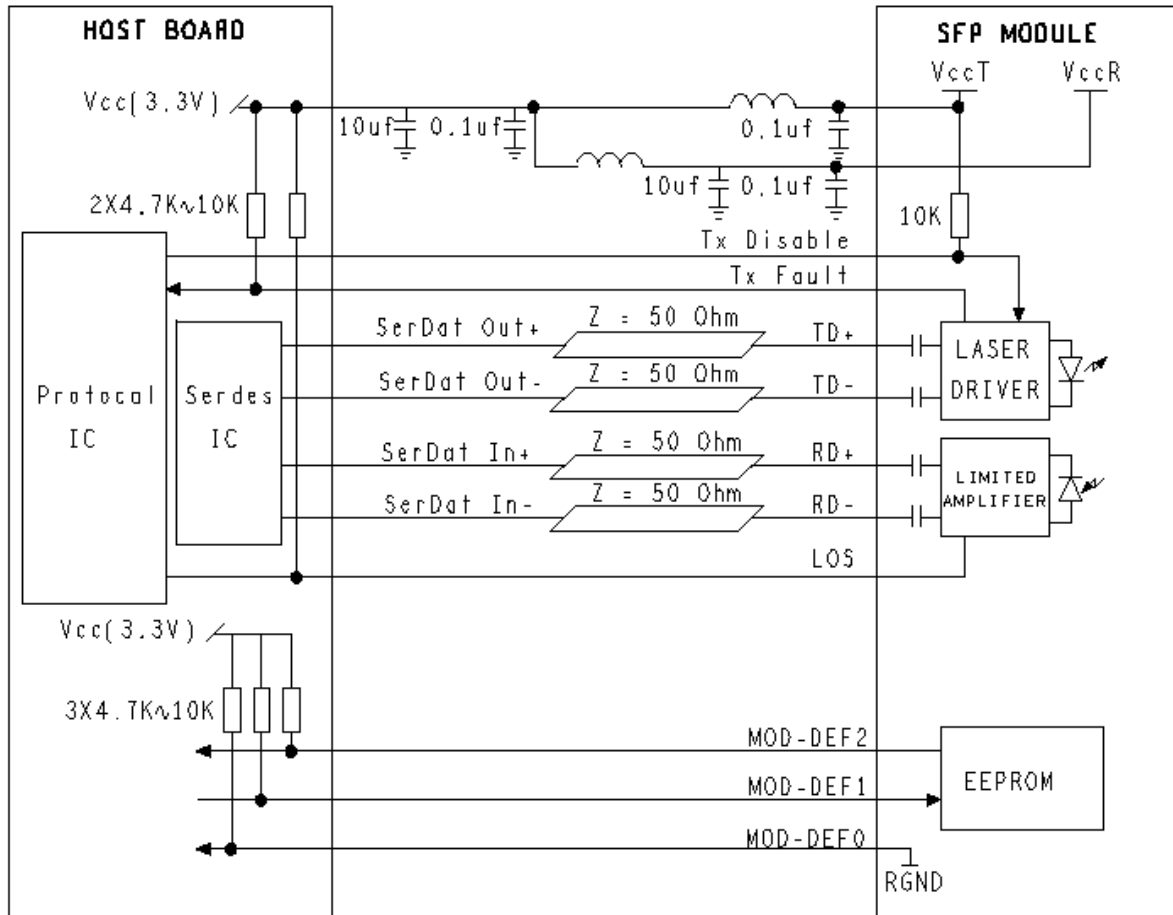 HOST BOARD
SFP MODULE
VccT
VccR
Vcc(3.3V)
10uf
0.1uf
0.1uf
10uf
0.1uf
2X4.7K~10K
10K
Tx Disable
Tx Fault
SerDat Out+
Z = 50 Ohm
TD+
LASER
DRIVER
SerDat Out-
Z = 50 Ohm
TD-
Protocal
IC
Serdes
IC
SerDat In+
Z = 50 Ohm
RD+
LIMITED
AMPLIFIER
SerDat In-
Z = 50 Ohm
RD-
LOS
Vcc(3.3V)
3X4.7K~10K
MOD-DEF2
EEPROM
MOD-DEF1
MOD-DEF0
RGND